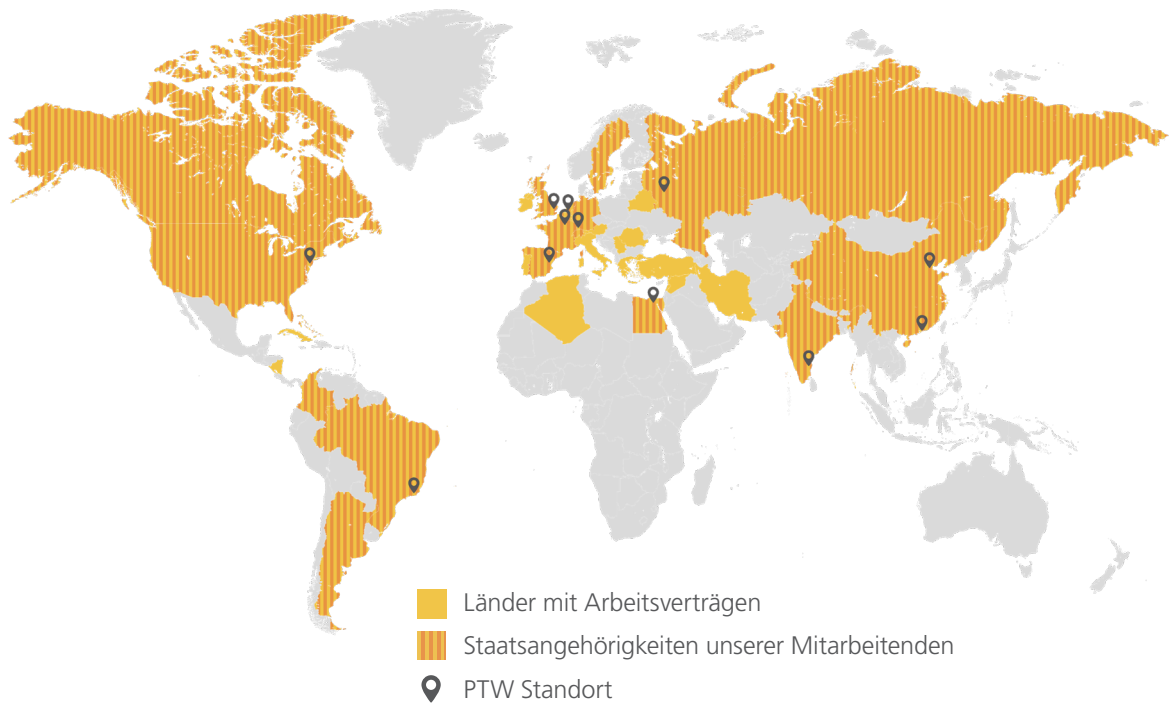 Länder mit Arbeitsverträgen
Staatsangehörigkeiten unserer Mitarbeitenden
PTW Standort